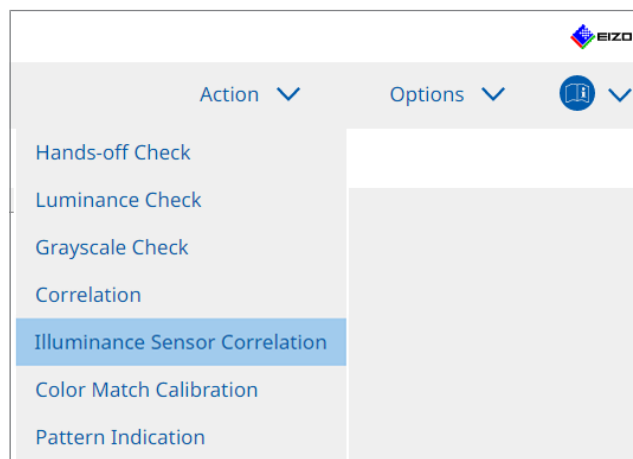 EIZO
Action
Options
Hands-off Check
Luminance Check
Grayscale Check
Correlation
Illuminance Sensor Correlation
Color Match Calibration
Pattern Indication